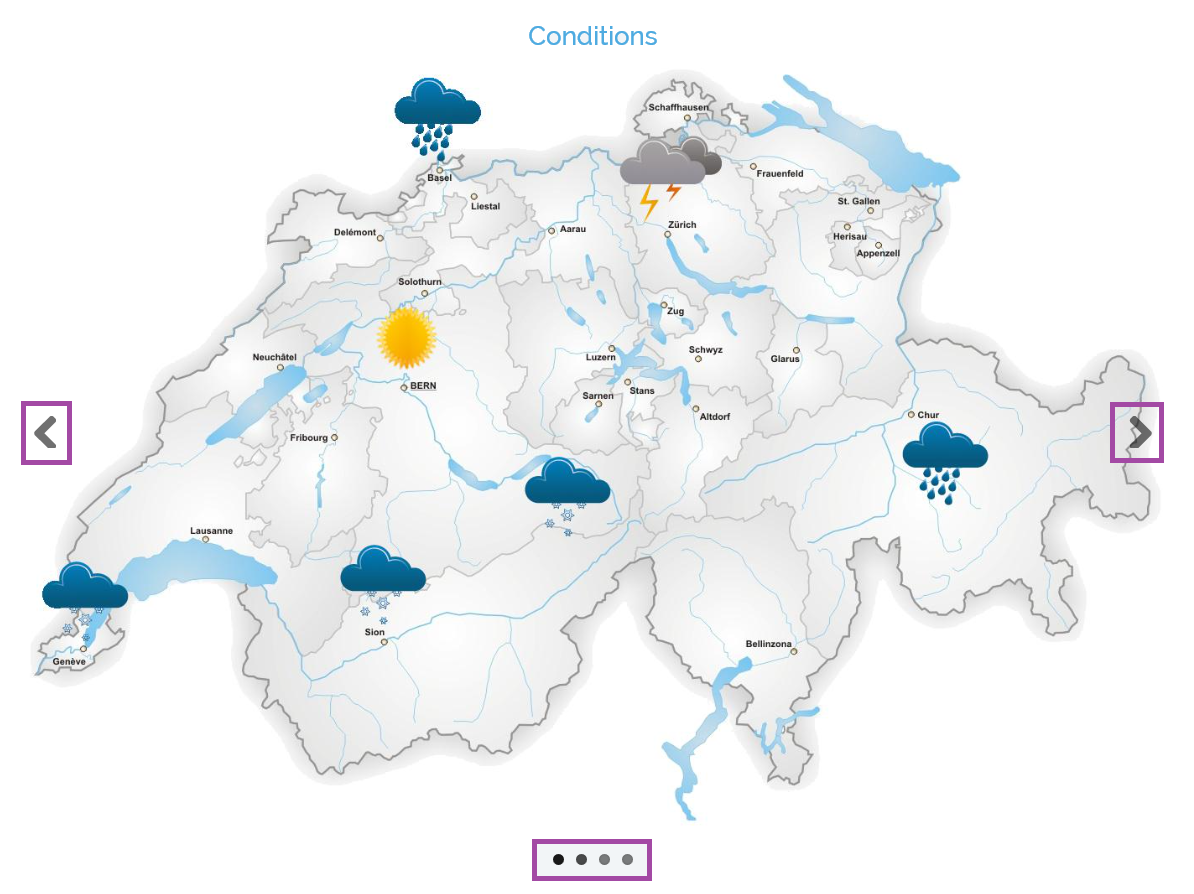 Conditions
Schaffhausen
Basel
Frauenfeld
Liestal
St. Gallen
Delémont
Aarau
Zürich
Herisau
Appenzell
Solothurn
Zug
Neuchâtel
Luzern
Schwyz
Glarus
BERN
Sarnen
Stans
Altdorf
Chur
Fribourg
Lausanne
Sion
Bellinzona
Genève